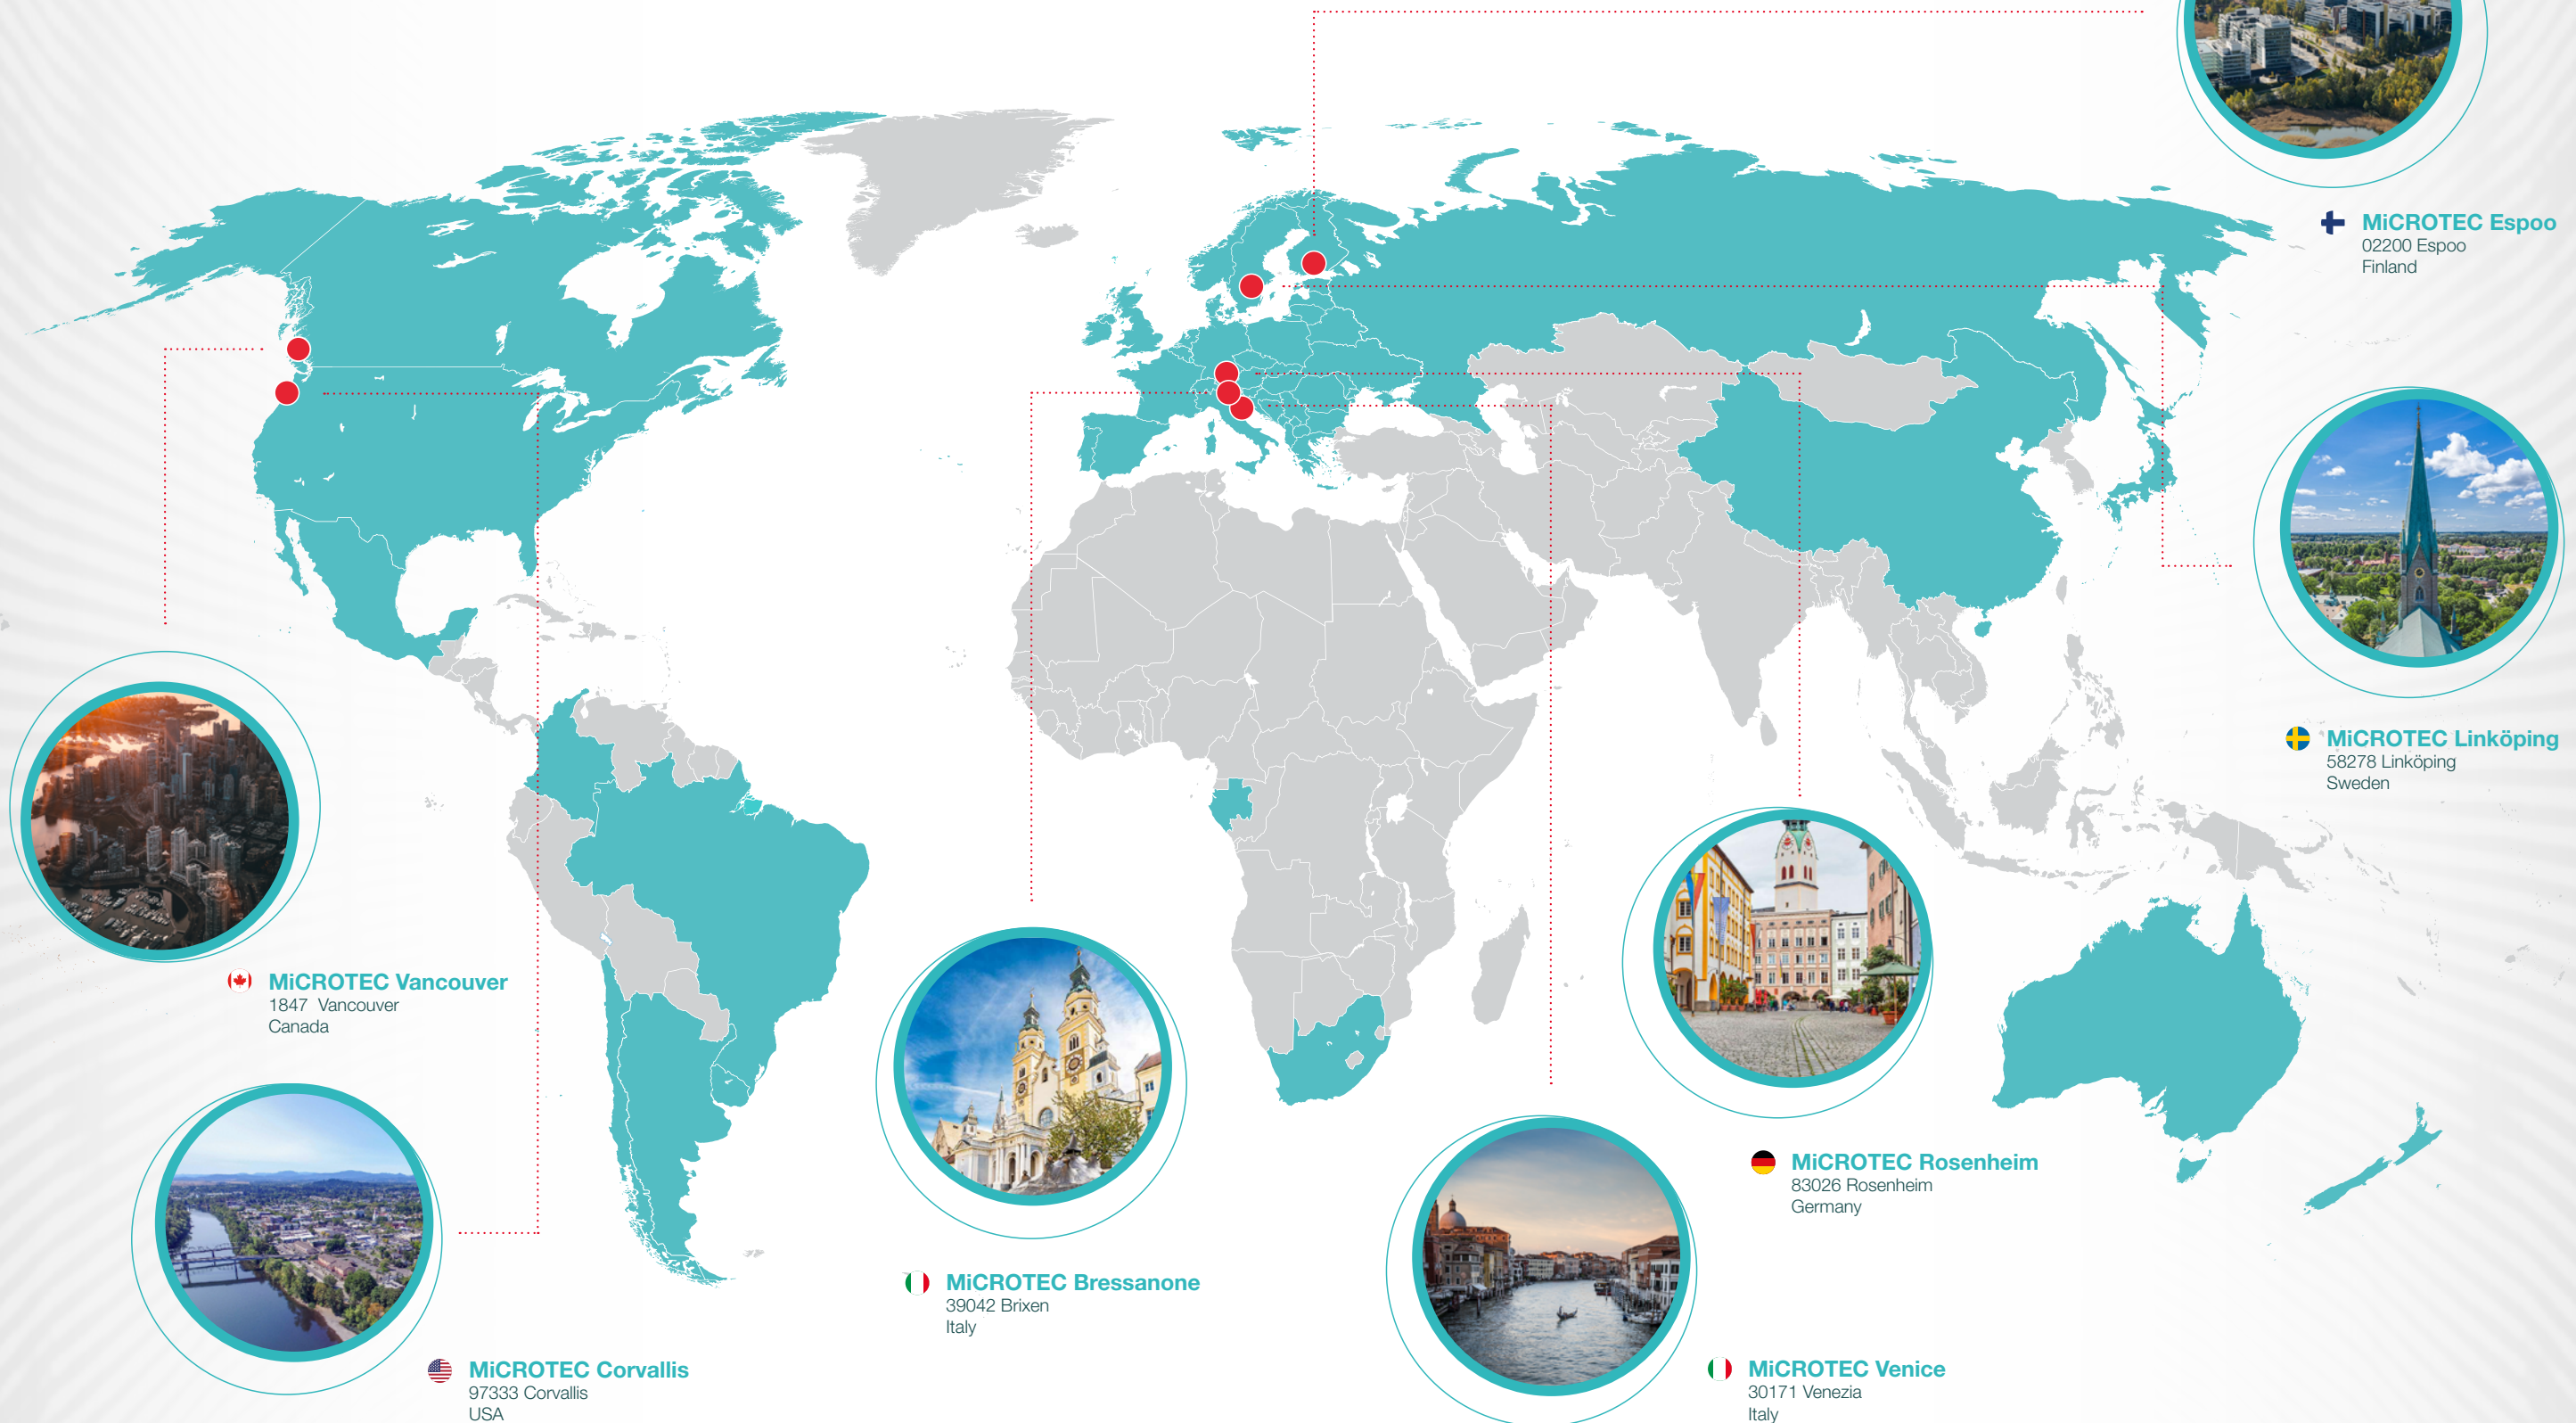 MiCROTEC Espoo
02200 Espoo
Finland
MiCROTEC Linköping
58278 Linköping
Sweden
MiCROTEC Vancouver
1847  Vancouver
Canada
MiCROTEC Rosenheim
83026 Rosenheim
Germany
MiCROTEC Bressanone
39042 Brixen
Italy
MiCROTEC Corvallis
97333 Corvallis
USA
MiCROTEC Venice
30171 Venezia
Italy